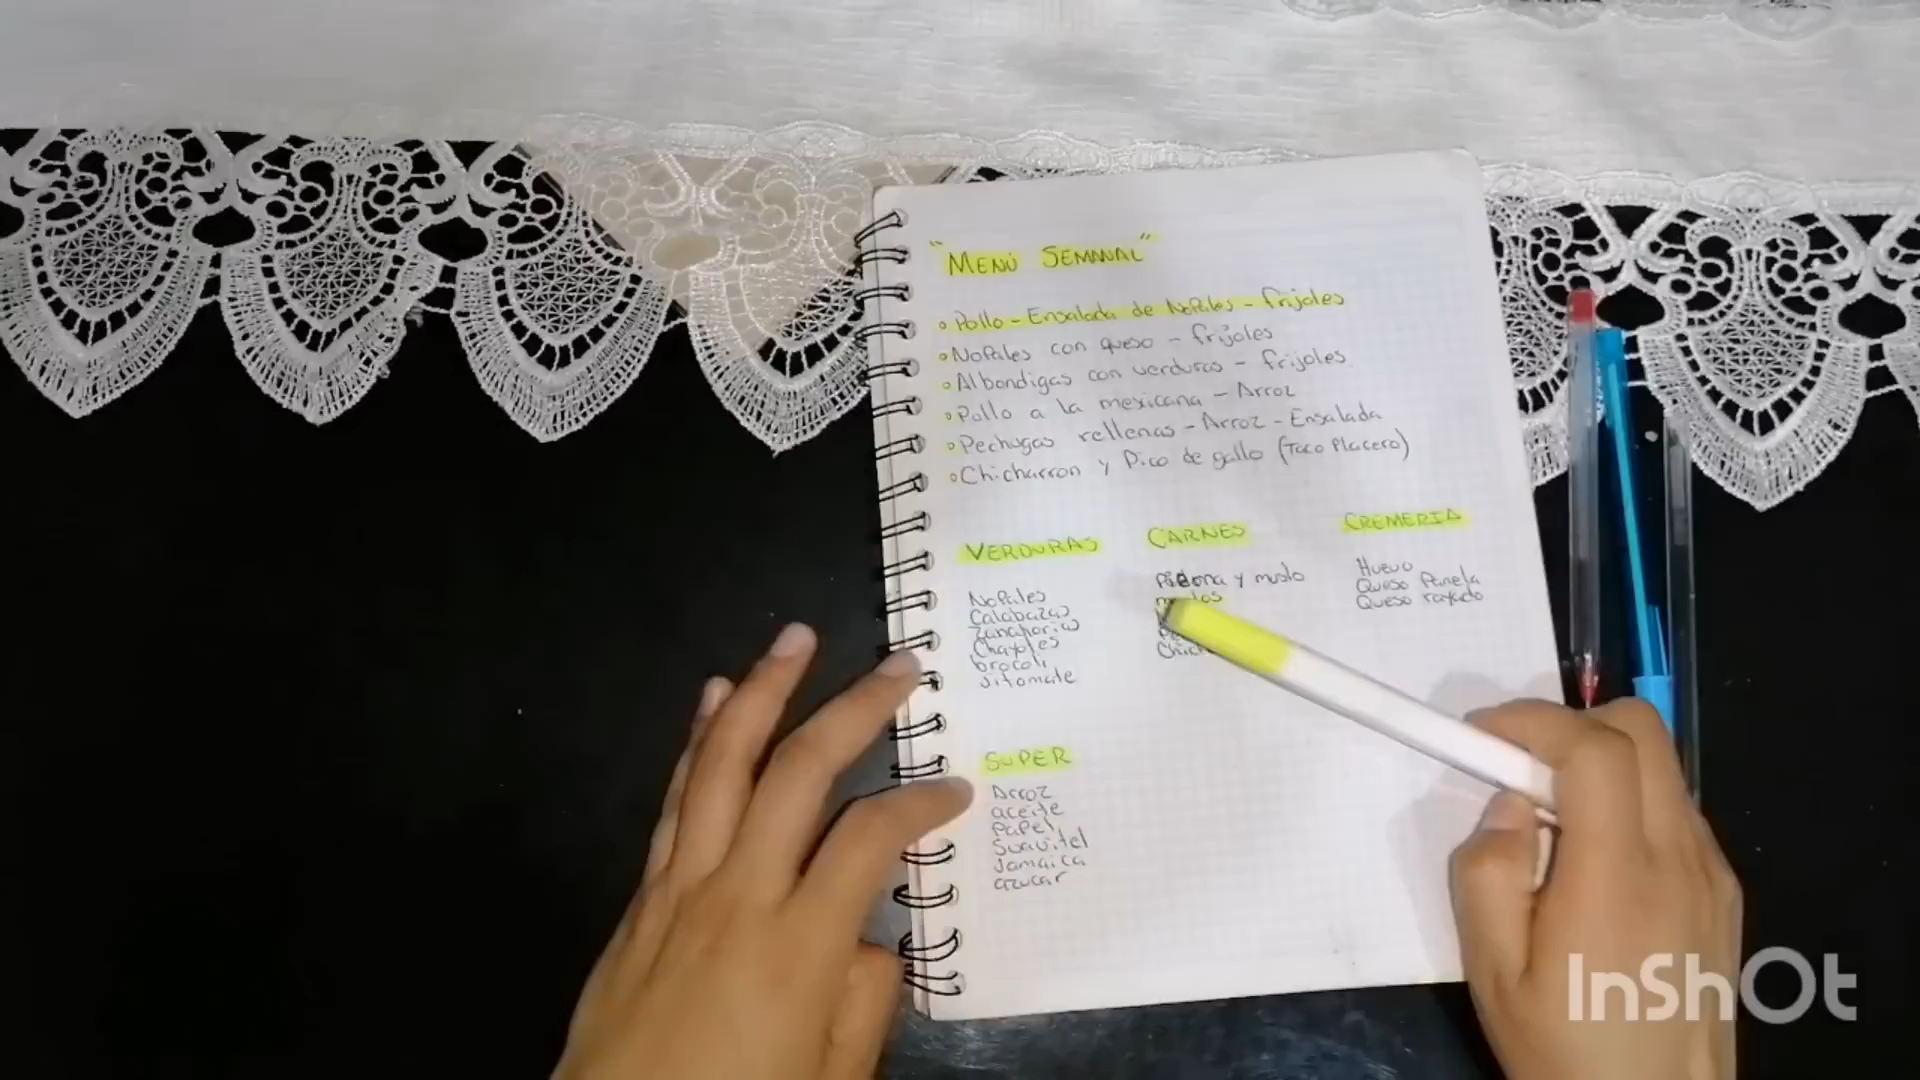 "MENÚ SEMANAL"
Pollo - Ensalada de Nopales - frijoles
Nopales con queso - frijoles
Albondigas con verduras - frijoles
Pollo a la mexicana - Arroz
Pechugas rellenas - Arroz - Ensalada
Chicharron y Pico de gallo (Taco Placero)
VERDURAS
Nopales
Calabazas
Zanahorias
Chayotes
brocoli
Jitomate
CARNES
y muslo
CREMERIA
Huevo
Queso Panela
Queso rayado
SUPER
Arroz
aceite
Papel
Suavitel
Jamaica
azucar
InShOt